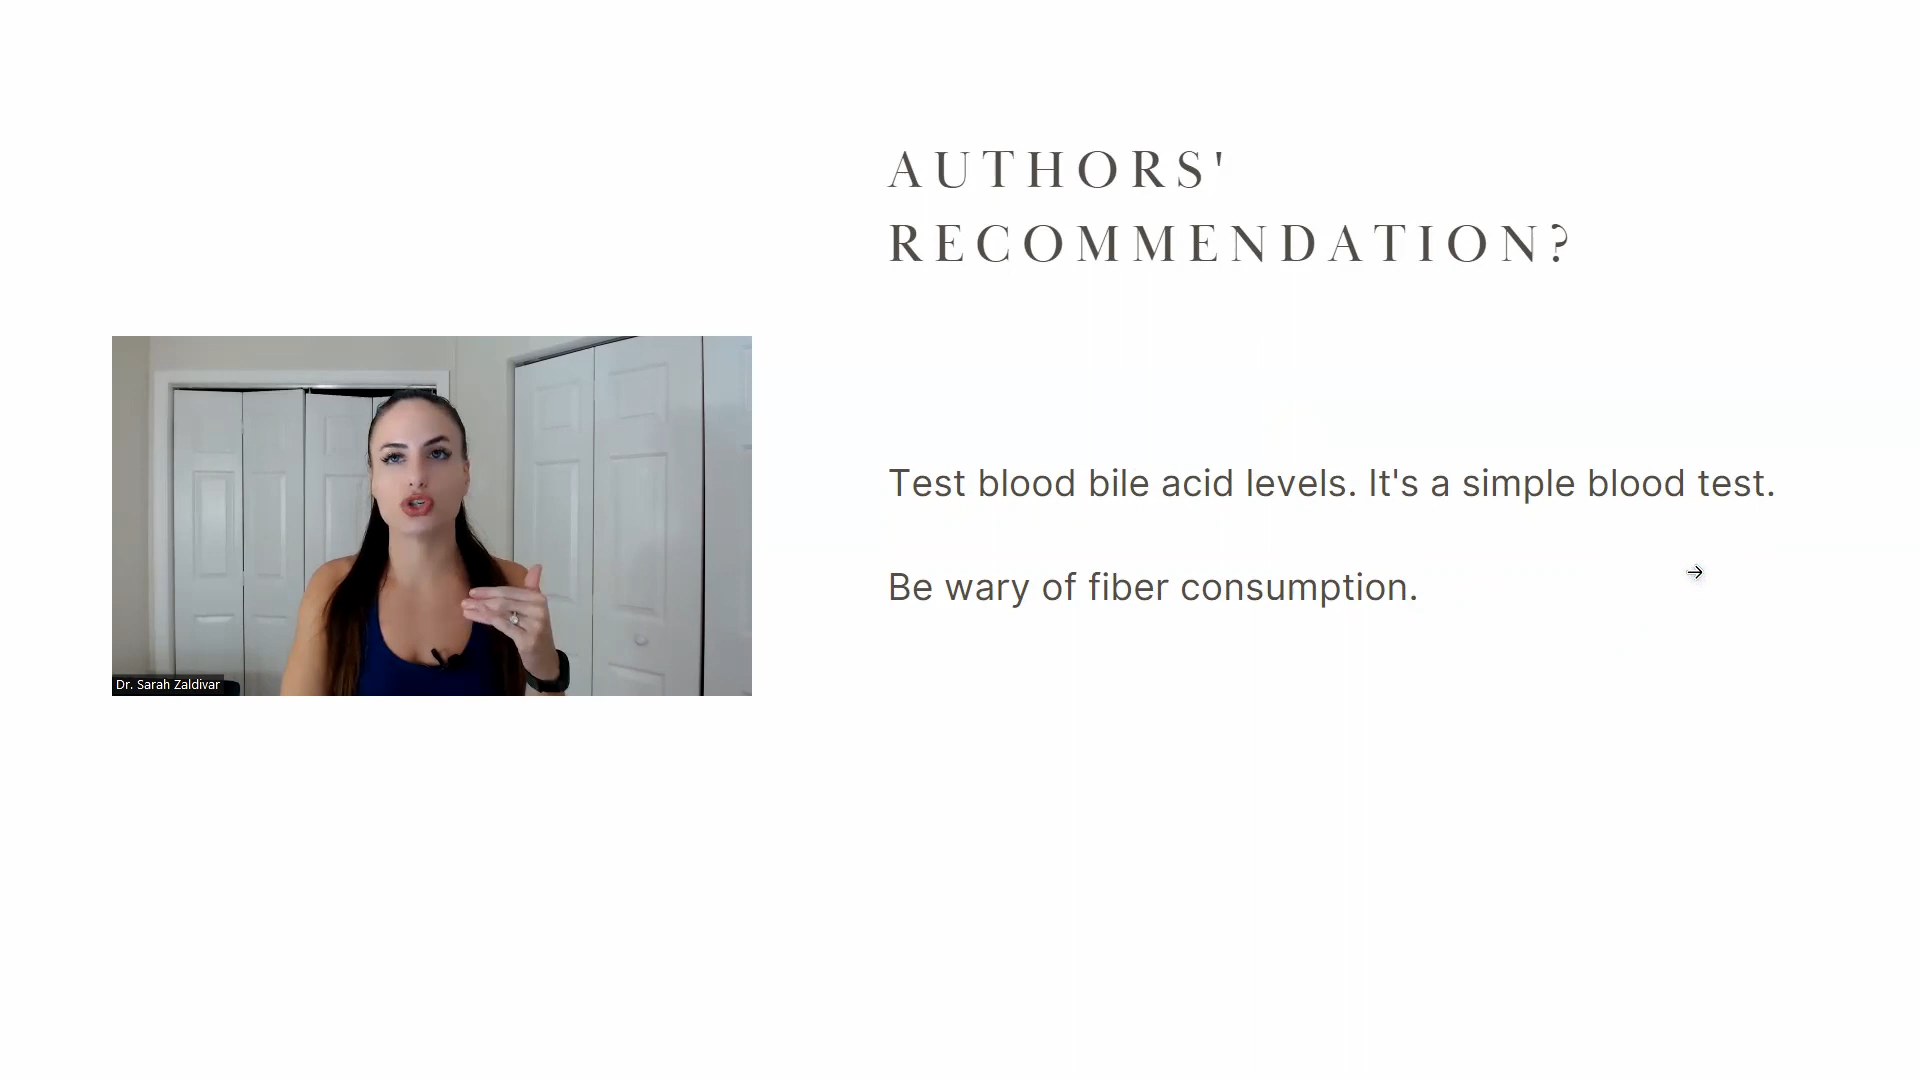 AUTHORS'
RECOMMENDATION?
Test blood bile acid levels. It's a simple blood test.
Be wary of fiber consumption.
Dr. Sarah Zaldivar